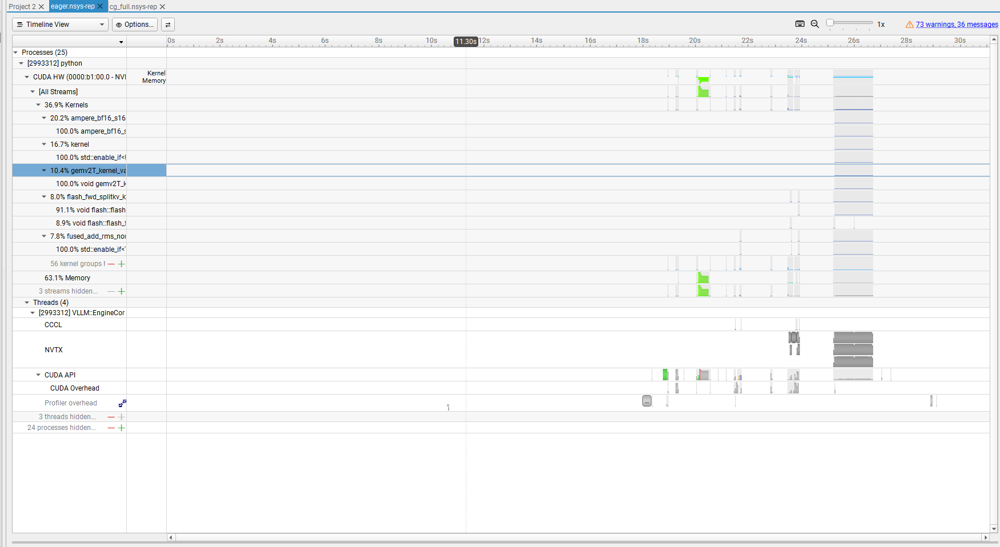 Project 2 eager.nsys-rep cg_full.nsys-rep
Timeline View Options... 1x 73 warnings, 36 messages
0s 2s 4s 6s 8s 10s 11.30s 12s 14s 16s 18s 20s 22s 24s 26s 28s 30s
Processes (25)
[2993312] python
CUDA HW (0000:b1:00.0 - NVI Kernel
Memory
[All Streams]
36.9% Kernels
20.2% ampere_bf16_s16
100.0% ampere_bf16_s
16.7% kernel
100.0% std::enable_if<!
10.4% gemv2T_kernel_va
100.0% void gemv2T_k
8.0% flash_fwd_splitkv_k
91.1% void flash::flash
8.9% void flash::flash_f
7.8% fused_add_rms_nor
100.0% std::enable_if<T
56 kernel groups h
63.1% Memory
3 streams hidden...
Threads (4)
[2993312] VLLM::EngineCor
CCCL
NVTX
CUDA API
CUDA Overhead
Profiler overhead ...
3 threads hidden...
24 processes hidden...